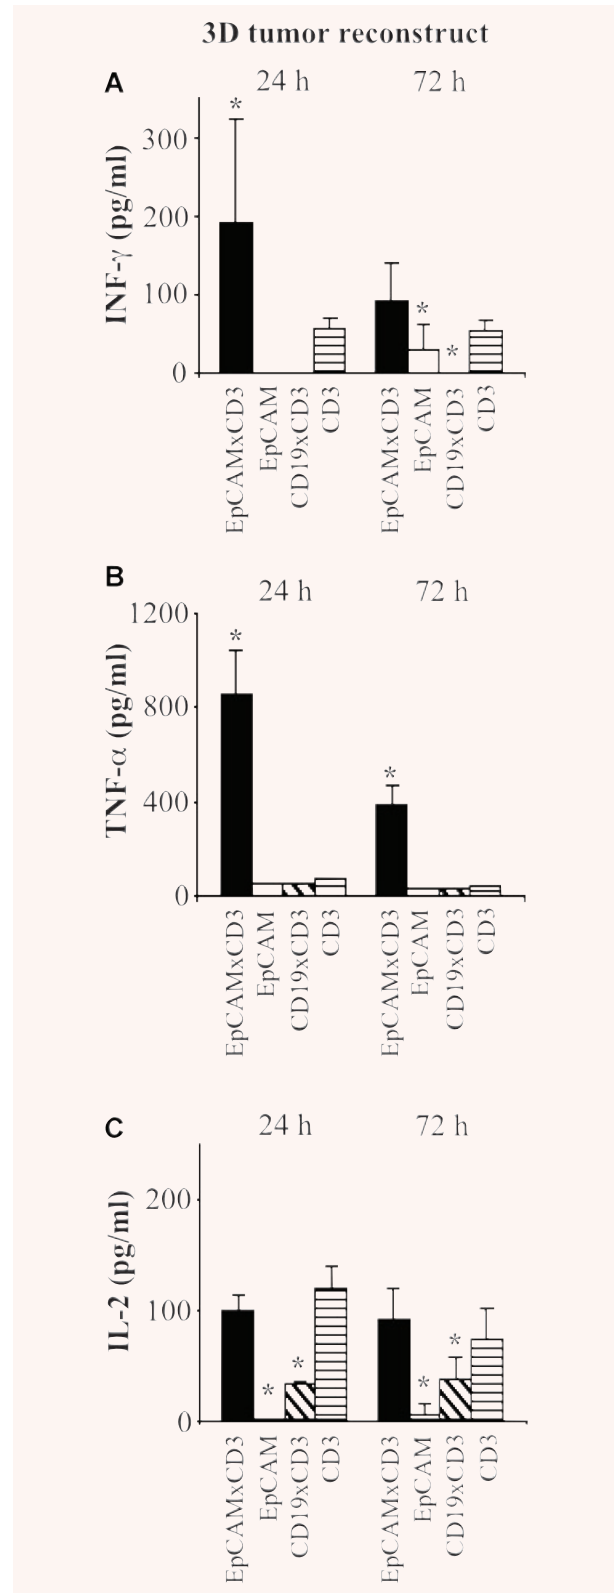 3D tumor reconstruct
A
24 h 72 h
INF-γ (pg/ml)
300
200
100
0
*
* *
EpCAMxCD3 EpCAM CD19xCD3 CD3 EpCAMxCD3 EpCAM CD19xCD3 CD3
B
24 h 72 h
TNF-α (pg/ml)
1200
800
400
0
*
*
EpCAMxCD3 EpCAM CD19xCD3 CD3 EpCAMxCD3 EpCAM CD19xCD3 CD3
C
24 h 72 h
IL-2 (pg/ml)
200
100
0
* *
* *
EpCAMxCD3 EpCAM CD19xCD3 CD3 EpCAMxCD3 EpCAM CD19xCD3 CD3